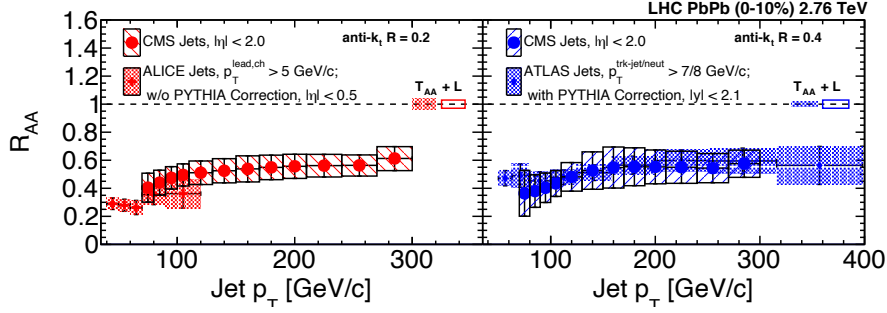 LHC PbPb (0-10%) 2.76 TeV
R_AA
1.6
1.4
1.2
1
0.8
0.6
0.4
0.2
0
CMS Jets, |η| < 2.0
anti-k_t R = 0.2
ALICE Jets, p_T^lead,ch > 5 GeV/c;
w/o PYTHIA Correction, |η| < 0.5
T_AA + L
100 200 300
Jet p_T [GeV/c]
CMS Jets, |η| < 2.0
anti-k_t R = 0.4
ATLAS Jets, p_T^trk-jet/neut > 7/8 GeV/c;
with PYTHIA Correction, |y| < 2.1
T_AA + L
100 200 300 400
Jet p_T [GeV/c]